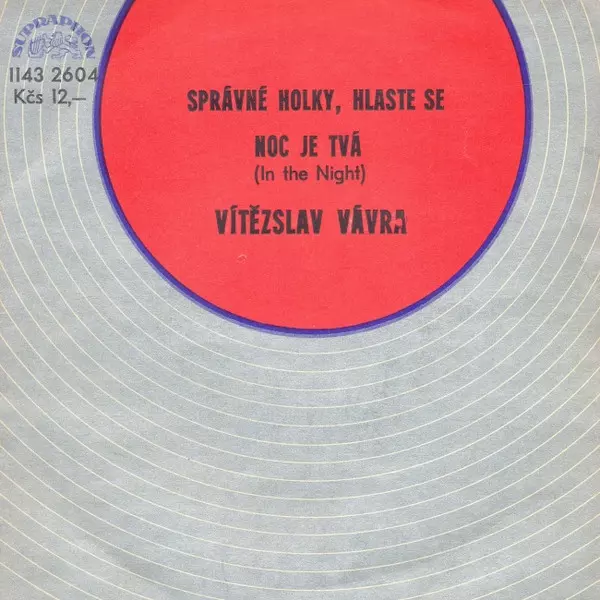 SUPRAPHON
1143 2604
Kčs 12,–
SPRÁVNÉ HOLKY, HLASTE SE
NOC JE TVÁ
(In the Night)
VÍTĚZSLAV VÁVRA